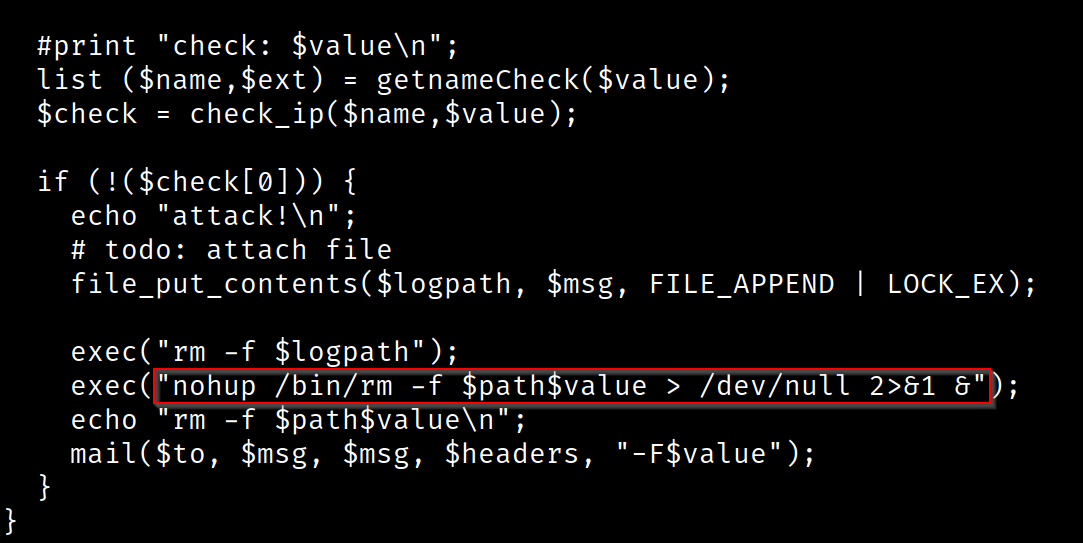 #print "check: $value\n";
list ($name,$ext) = getnameCheck($value);
$check = check_ip($name,$value);
if (!($check[0])) {
echo "attack!\n";
# todo: attach file
file_put_contents($logpath, $msg, FILE_APPEND | LOCK_EX);
exec("rm -f $logpath");
exec("nohup /bin/rm -f $path$value > /dev/null 2>&1 &");
echo "rm -f $path$value\n";
mail($to, $msg, $msg, $headers, "-F$value");
}
}